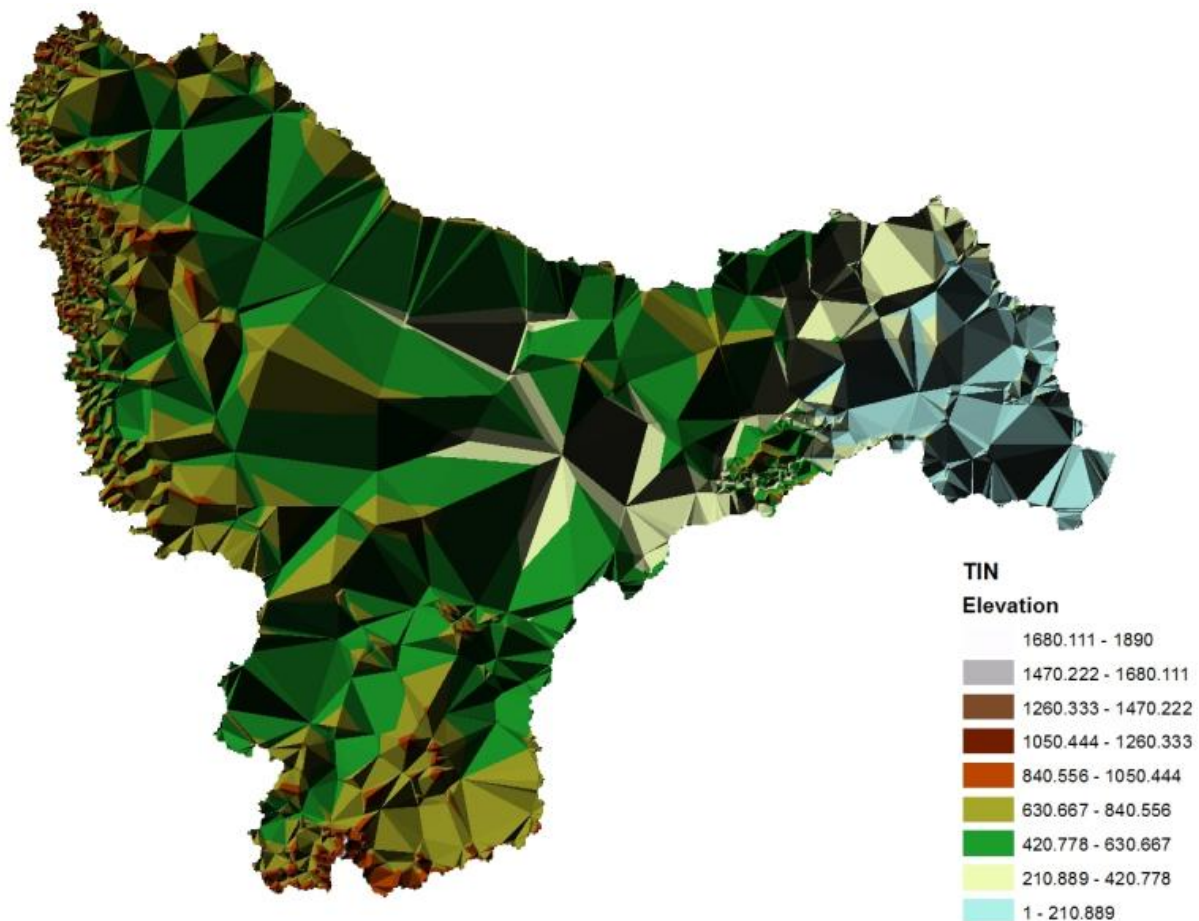 TIN
Elevation
1680.111 - 1890
1470.222 - 1680.111
1260.333 - 1470.222
1050.444 - 1260.333
840.556 - 1050.444
630.667 - 840.556
420.778 - 630.667
210.889 - 420.778
1 - 210.889